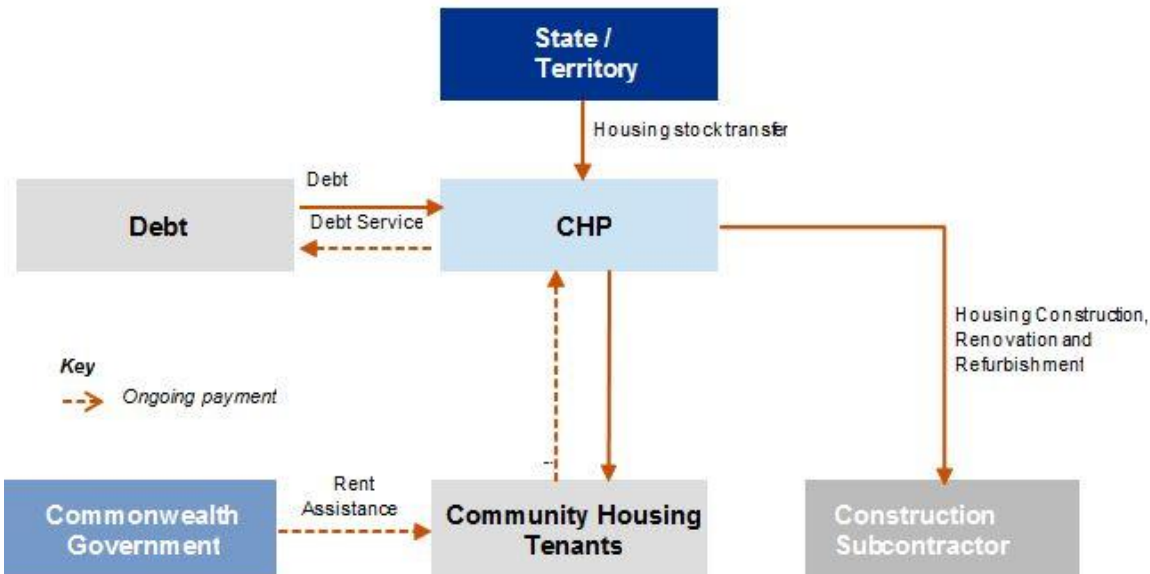 State /
Territory
Housing stock transfer
Debt
Debt
Debt Service
CHP
Housing Construction,
Renovation and
Refurbishment
Key
Ongoing payment
Rent
Assistance
Commonwealth
Government
Community Housing
Tenants
Construction
Subcontractor